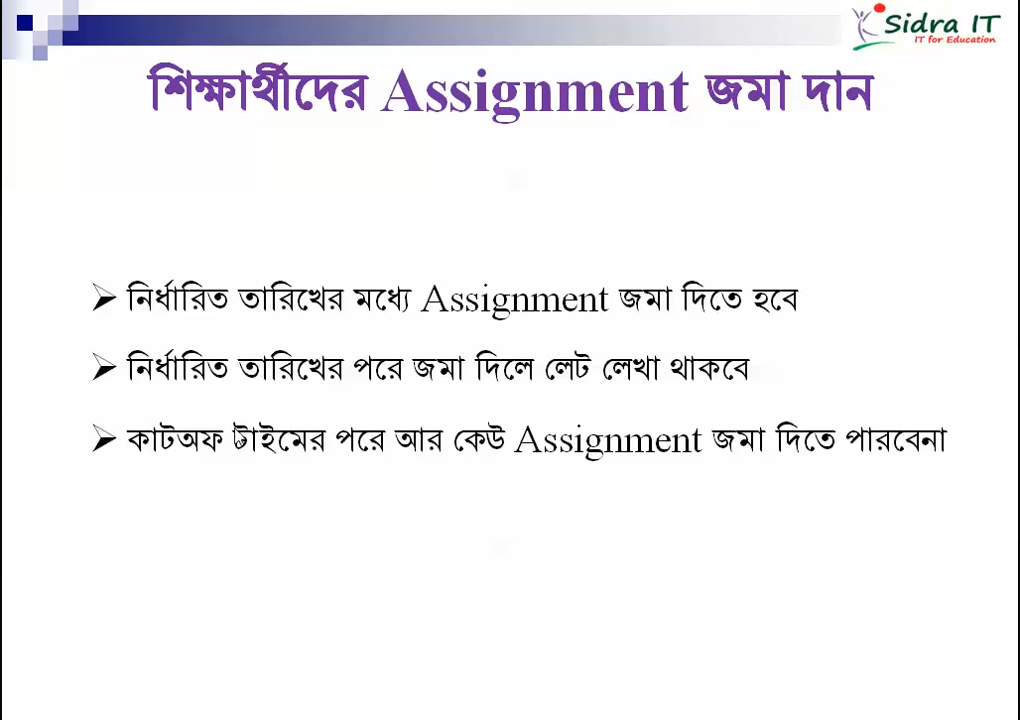 Sidra IT
IT for Education
শিক্ষার্থীদের Assignment জমা দান
নির্ধারিত তারিখের মধ্যে Assignment জমা দিতে হবে
নির্ধারিত তারিখের পরে জমা দিলে লেট লেখা থাকবে
কাটঅফ টাইমের পরে আর কেউ Assignment জমা দিতে পারবেনা